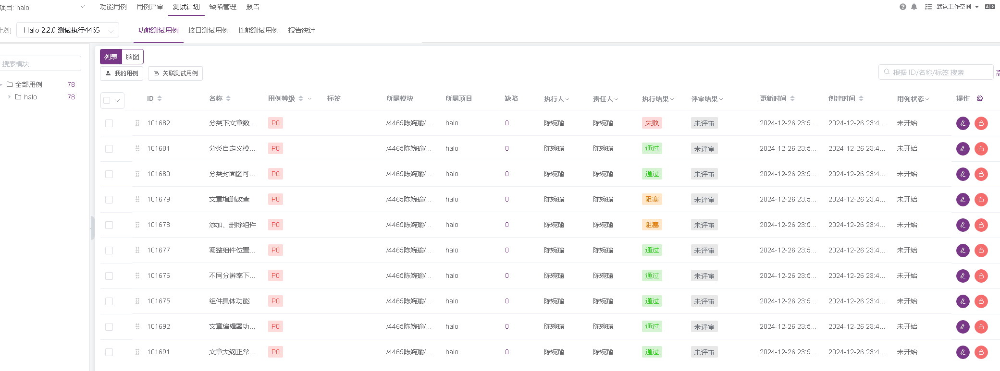 项目: halo 功能用例 用例评审 测试计划 缺陷管理 报告 默认工作空间
计划] Halo 2.2.0 测试执行4465 功能测试用例 接口测试用例 性能测试用例 报告统计
列表 脑图
搜索模块
我的用例 关联测试用例 根据 ID/名称/标签 搜索 高
全部用例 78
halo 78
ID 名称 用例等级 标签 所属模块 所属项目 缺陷 执行人 责任人 执行结果 评审结果 更新时间 创建时间 用例状态 操作
101682 分类下文章数... P0 /4465陈婉瑜/... halo 0 陈婉瑜 陈婉瑜 失败 未评审 2024-12-26 23:5... 2024-12-26 23:4... 未开始
101681 分类自定义模... P0 /4465陈婉瑜/... halo 0 陈婉瑜 陈婉瑜 通过 未评审 2024-12-26 23:5... 2024-12-26 23:4... 未开始
101680 分类封面图可... P0 /4465陈婉瑜/... halo 0 陈婉瑜 陈婉瑜 通过 未评审 2024-12-26 23:5... 2024-12-26 23:4... 未开始
101679 文章增删改查 P0 /4465陈婉瑜/... halo 0 陈婉瑜 陈婉瑜 阻塞 未评审 2024-12-26 23:5... 2024-12-26 23:4... 未开始
101678 添加、删除组件 P0 /4465陈婉瑜/... halo 0 陈婉瑜 陈婉瑜 阻塞 未评审 2024-12-26 23:5... 2024-12-26 23:4... 未开始
101677 调整组件位置... P0 /4465陈婉瑜/... halo 0 陈婉瑜 陈婉瑜 通过 未评审 2024-12-26 23:5... 2024-12-26 23:4... 未开始
101676 不同分辨率下... P0 /4465陈婉瑜/... halo 0 陈婉瑜 陈婉瑜 通过 未评审 2024-12-26 23:5... 2024-12-26 23:4... 未开始
101675 组件具体功能 P0 /4465陈婉瑜/... halo 0 陈婉瑜 陈婉瑜 通过 未评审 2024-12-26 23:5... 2024-12-26 23:4... 未开始
101692 文章编辑器功... P0 /4465陈婉瑜/... halo 0 陈婉瑜 陈婉瑜 通过 未评审 2024-12-26 23:5... 2024-12-26 23:4... 未开始
101691 文章大纲正常... P0 /4465陈婉瑜/... halo 0 陈婉瑜 陈婉瑜 通过 未评审 2024-12-26 23:5... 2024-12-26 23:4... 未开始